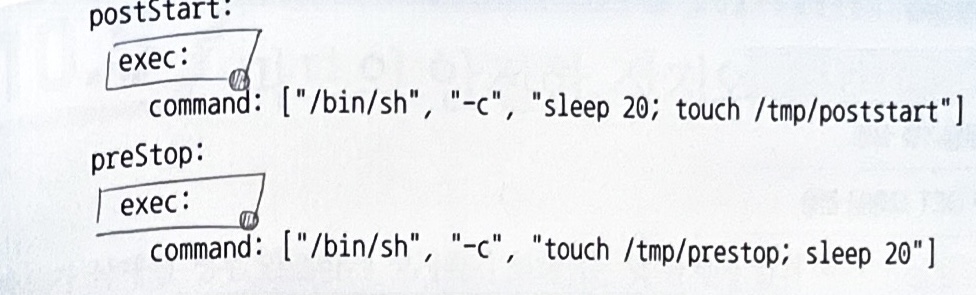 postStart:
exec:
command: ["/bin/sh", "-c", "sleep 20; touch /tmp/poststart"]
preStop:
exec:
command: ["/bin/sh", "-c", "touch /tmp/prestop; sleep 20"]